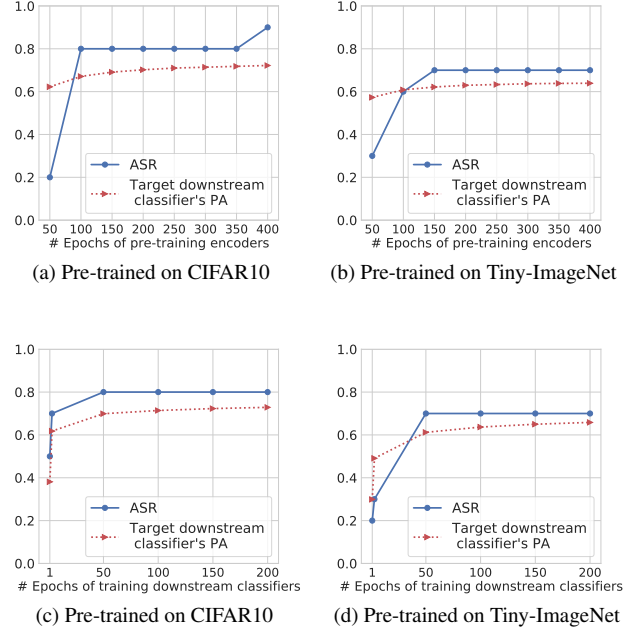 1.0
0.8
0.6
0.4
0.2
0.0
ASR
Target downstream
classifier's PA
50 100 150 200 250 300 350 400
# Epochs of pre-training encoders
(a) Pre-trained on CIFAR10
1.0
0.8
0.6
0.4
0.2
0.0
ASR
Target downstream
classifier's PA
50 100 150 200 250 300 350 400
# Epochs of pre-training encoders
(b) Pre-trained on Tiny-ImageNet
1.0
0.8
0.6
0.4
0.2
0.0
ASR
Target downstream
classifier's PA
1 50 100 150 200
# Epochs of training downstream classifiers
(c) Pre-trained on CIFAR10
1.0
0.8
0.6
0.4
0.2
0.0
ASR
Target downstream
classifier's PA
1 50 100 150 200
# Epochs of training downstream classifiers
(d) Pre-trained on Tiny-ImageNet